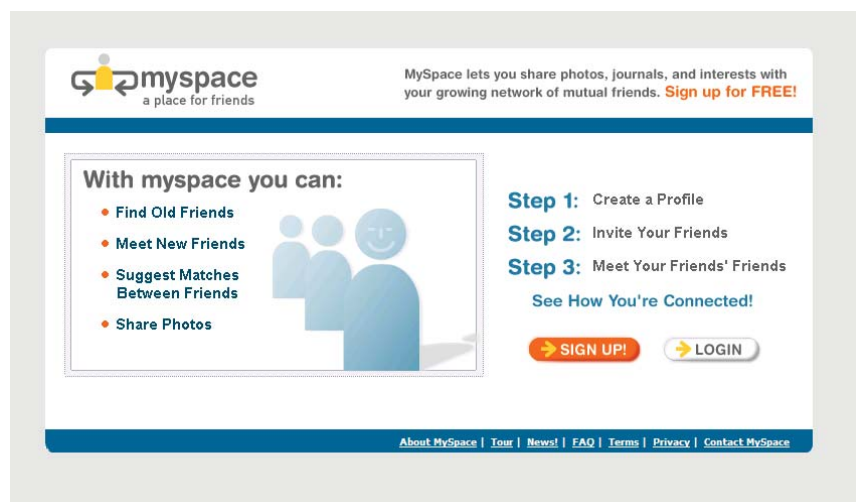 myspace
a place for friends
MySpace lets you share photos, journals, and interests with
your growing network of mutual friends. Sign up for FREE!
With myspace you can:
Find Old Friends
Meet New Friends
Suggest Matches
Between Friends
Share Photos
Step 1: Create a Profile
Step 2: Invite Your Friends
Step 3: Meet Your Friends' Friends
See How You're Connected!
SIGN UP! LOGIN
About MySpace | Tour | News! | FAQ | Terms | Privacy | Contact MySpace